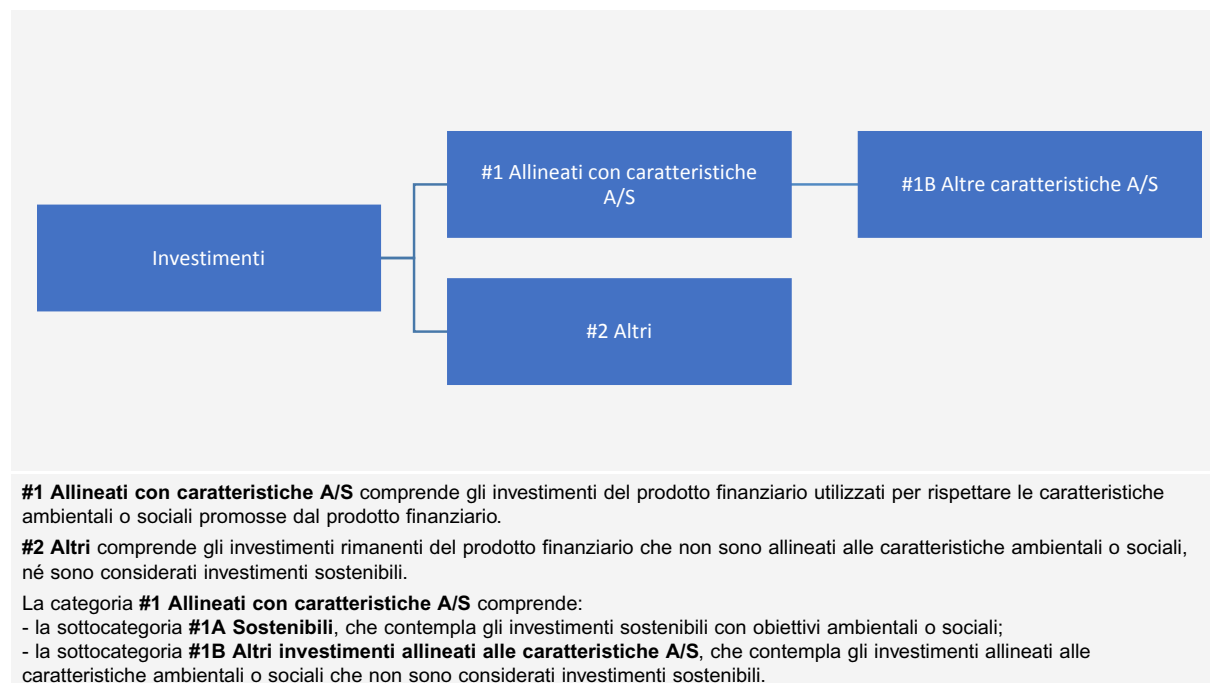 #1 Allineati con caratteristiche
A/S
#1B Altre caratteristiche A/S
Investimenti
#2 Altri
#1 Allineati con caratteristiche A/S comprende gli investimenti del prodotto finanziario utilizzati per rispettare le caratteristiche
ambientali o sociali promosse dal prodotto finanziario.
#2 Altri comprende gli investimenti rimanenti del prodotto finanziario che non sono allineati alle caratteristiche ambientali o sociali,
né sono considerati investimenti sostenibili.
La categoria #1 Allineati con caratteristiche A/S comprende:
- la sottocategoria #1A Sostenibili, che contempla gli investimenti sostenibili con obiettivi ambientali o sociali;
- la sottocategoria #1B Altri investimenti allineati alle caratteristiche A/S, che contempla gli investimenti allineati alle
caratteristiche ambientali o sociali che non sono considerati investimenti sostenibili.